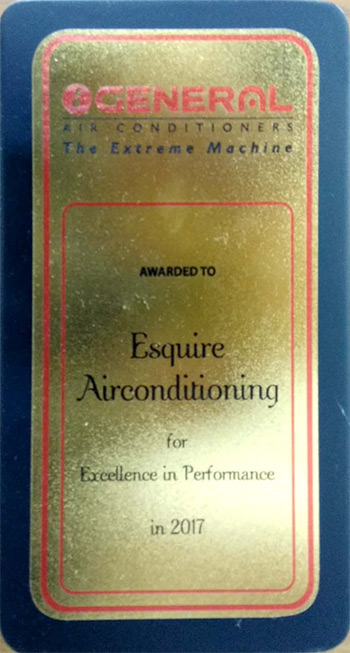 GENERAL
AIR CONDITIONERS
The Extreme Machine
AWARDED TO
Esquire
Airconditioning
for
Excellence in Performance
in 2017